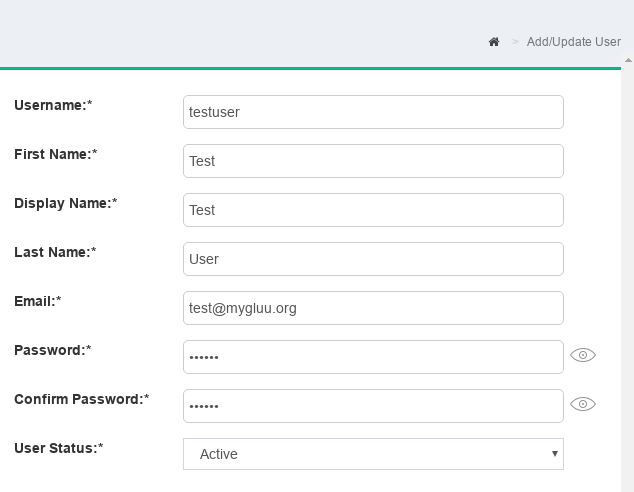 > Add/Update User
Username:* testuser
First Name:* Test
Display Name:* Test
Last Name:* User
Email:* test@mygluu.org
Password:* ••••••
Confirm Password:* ••••••
User Status:* Active